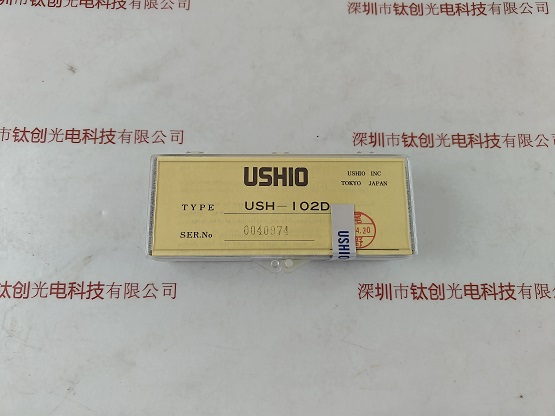 深圳市钛创光电科技有限公司
深圳市钛创光电科技有限公司
USHIO
USHIO INC
TOKYO JAPAN
TYPE USH-102D
SER.No 0040974
USHIO
4.20
市钛创光电科技有限公司
深圳市钛创光电科技有限公司
市钛创光电科技有限公司
深圳市钛创光电科技有限公司